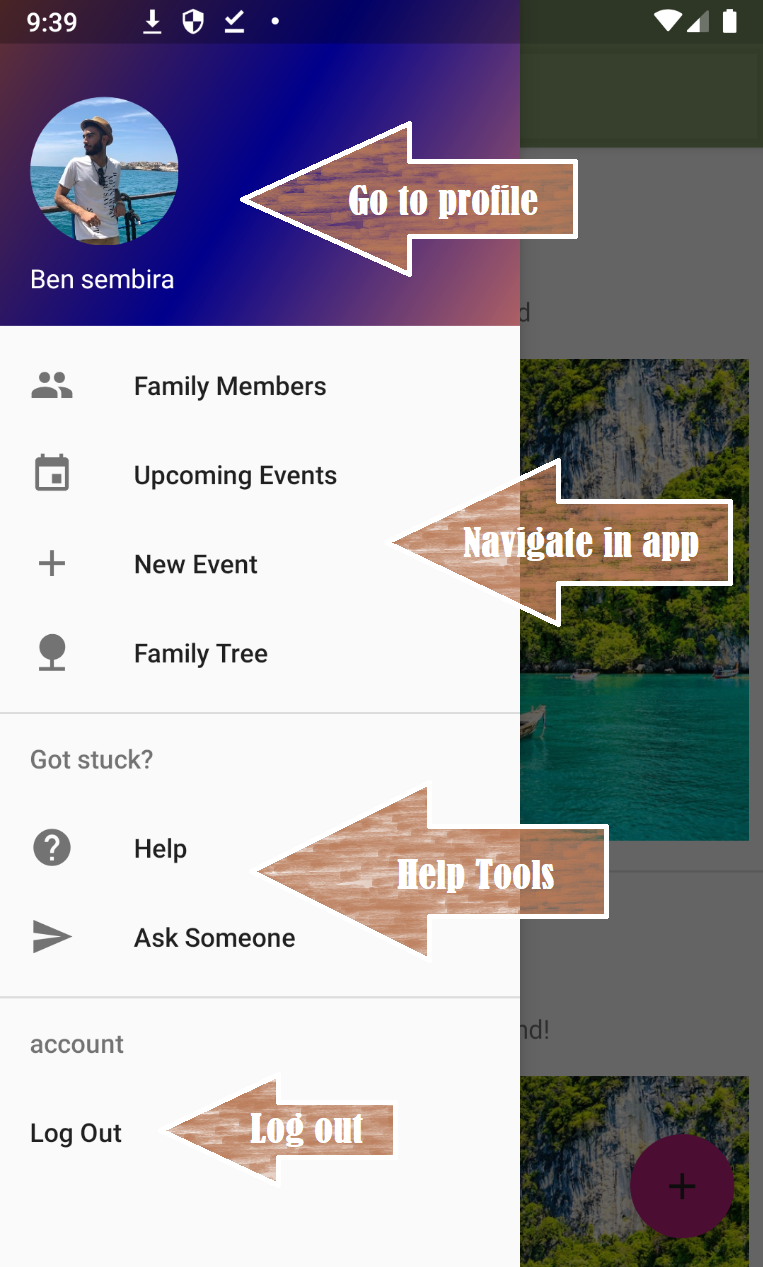 9:39
Go to profile
Ben sembira
d
Family Members
Upcoming Events
Navigate in app
New Event
Family Tree
Got stuck?
Help
Help Tools
Ask Someone
nd!
account
Log Out
Log out